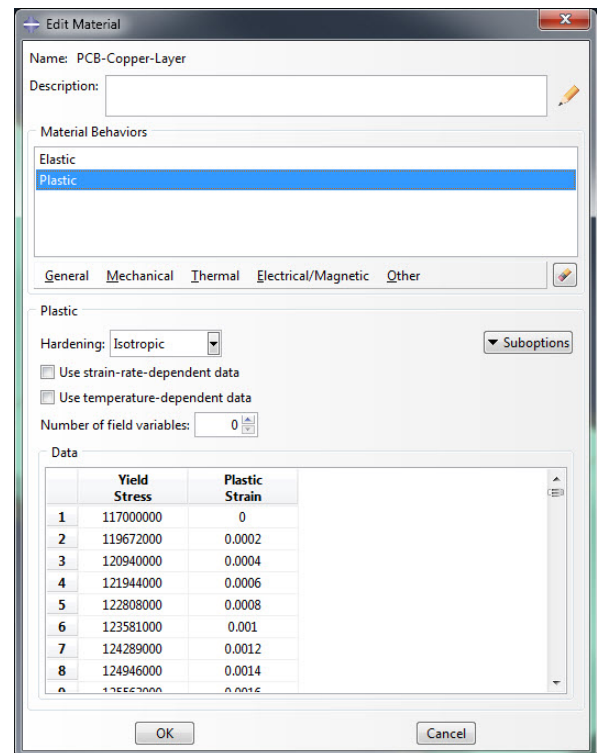 Edit Material
Name: PCB-Copper-Layer
Description:
Material Behaviors
Elastic
Plastic
General Mechanical Thermal Electrical/Magnetic Other
Plastic
Hardening: Isotropic Suboptions
Use strain-rate-dependent data
Use temperature-dependent data
Number of field variables: 0
Data
Yield Plastic
Stress Strain
1 117000000 0
2 119672000 0.0002
3 120940000 0.0004
4 121944000 0.0006
5 122808000 0.0008
6 123581000 0.001
7 124289000 0.0012
8 124946000 0.0014
OK Cancel